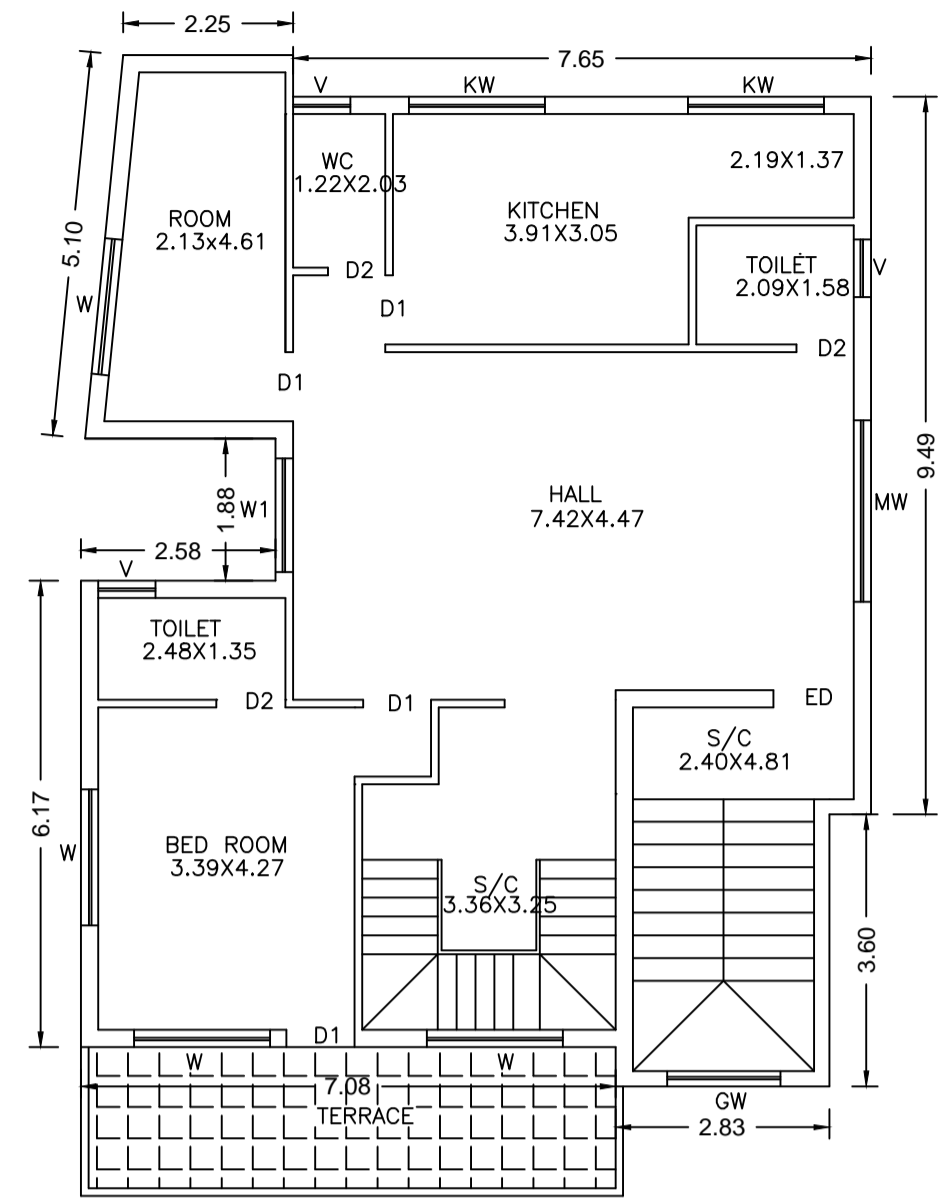 2.25
7.65
V
KW
KW
WC
1.22X2.03
2.19X1.37
ROOM
2.13x4.61
KITCHEN
3.91X3.05
5.10
TOILET
2.09X1.58
V
D2
W
D1
D2
D1
9.49
HALL
7.42X4.47
MW
1.88
W1
2.58
V
TOILET
2.48X1.35
D2
D1
ED
S/C
2.40X4.81
6.17
W
BED ROOM
3.39X4.27
S/C
3.36X3.25
3.60
D1
W
W
7.08
TERRACE
GW
2.83